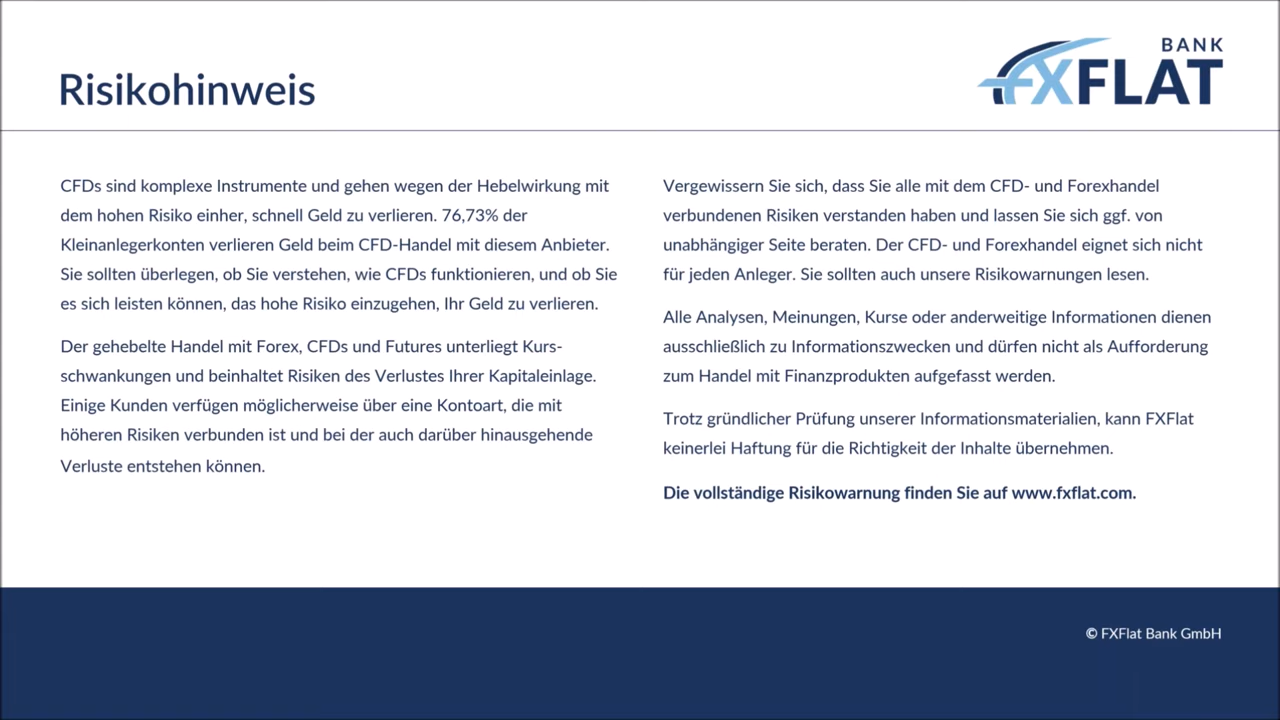 Risikohinweis
BANK
FXFLAT
CFDs sind komplexe Instrumente und gehen wegen der Hebelwirkung mit
dem hohen Risiko einher, schnell Geld zu verlieren. 76,73% der
Kleinanlegerkonten verlieren Geld beim CFD-Handel mit diesem Anbieter.
Sie sollten überlegen, ob Sie verstehen, wie CFDs funktionieren, und ob Sie
es sich leisten können, das hohe Risiko einzugehen, Ihr Geld zu verlieren.
Der gehebelte Handel mit Forex, CFDs und Futures unterliegt Kurs-
schwankungen und beinhaltet Risiken des Verlustes Ihrer Kapitaleinlage.
Einige Kunden verfügen möglicherweise über eine Kontoart, die mit
höheren Risiken verbunden ist und bei der auch darüber hinausgehende
Verluste entstehen können.
Vergewissern Sie sich, dass Sie alle mit dem CFD- und Forexhandel
verbundenen Risiken verstanden haben und lassen Sie sich ggf. von
unabhängiger Seite beraten. Der CFD- und Forexhandel eignet sich nicht
für jeden Anleger. Sie sollten auch unsere Risikowarnungen lesen.
Alle Analysen, Meinungen, Kurse oder anderweitige Informationen dienen
ausschließlich zu Informationszwecken und dürfen nicht als Aufforderung
zum Handel mit Finanzprodukten aufgefasst werden.
Trotz gründlicher Prüfung unserer Informationsmaterialien, kann FXFlat
keinerlei Haftung für die Richtigkeit der Inhalte übernehmen.
Die vollständige Risikowarnung finden Sie auf www.fxflat.com.
© FXFlat Bank GmbH